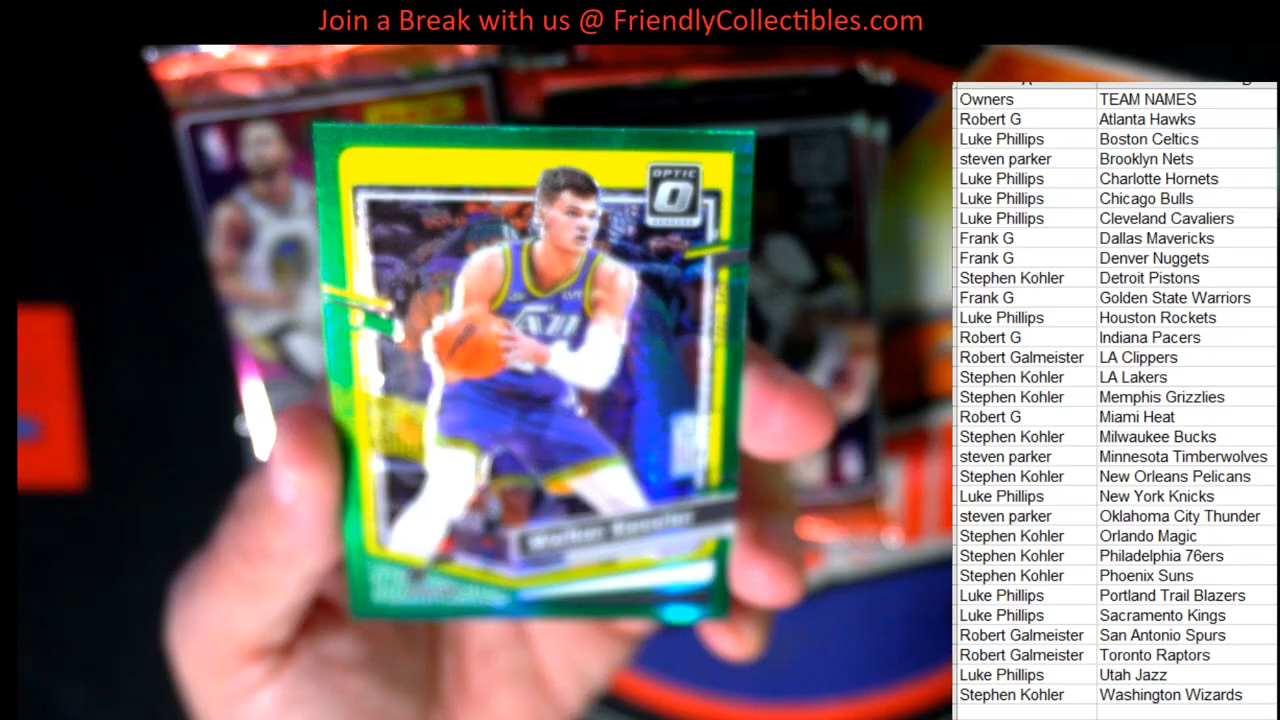 Join a Break with us @ FriendlyCollectibles.com
OPTIC
Walker Kessler
Owners TEAM NAMES
Robert G Atlanta Hawks
Luke Phillips Boston Celtics
steven parker Brooklyn Nets
Luke Phillips Charlotte Hornets
Luke Phillips Chicago Bulls
Luke Phillips Cleveland Cavaliers
Frank G Dallas Mavericks
Frank G Denver Nuggets
Stephen Kohler Detroit Pistons
Frank G Golden State Warriors
Luke Phillips Houston Rockets
Robert G Indiana Pacers
Robert Galmeister LA Clippers
Stephen Kohler LA Lakers
Stephen Kohler Memphis Grizzlies
Robert G Miami Heat
Stephen Kohler Milwaukee Bucks
steven parker Minnesota Timberwolves
Stephen Kohler New Orleans Pelicans
Luke Phillips New York Knicks
steven parker Oklahoma City Thunder
Stephen Kohler Orlando Magic
Stephen Kohler Philadelphia 76ers
Stephen Kohler Phoenix Suns
Luke Phillips Portland Trail Blazers
Luke Phillips Sacramento Kings
Robert Galmeister San Antonio Spurs
Robert Galmeister Toronto Raptors
Luke Phillips Utah Jazz
Stephen Kohler Washington Wizards